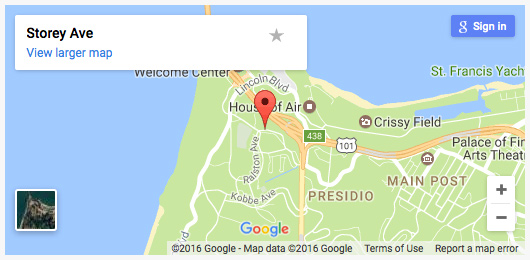 Storey Ave
View larger map
Sign in
Welcome Center
Lincoln Blvd
St. Francis Yach
House of Air
Crissy Field
438
101
Palace of Fin
Arts Theatr
Ralston Ave
MAIN POST
Kobbe Ave
PRESIDIO
+
−
Google
©2016 Google - Map data ©2016 Google
Terms of Use
Report a map error